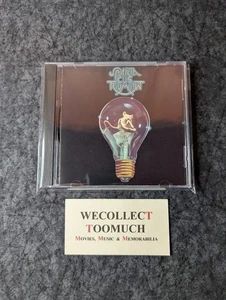 WECOLLECT
TOOMUCH
MOVIES, MUSIC & MEMORABILIA